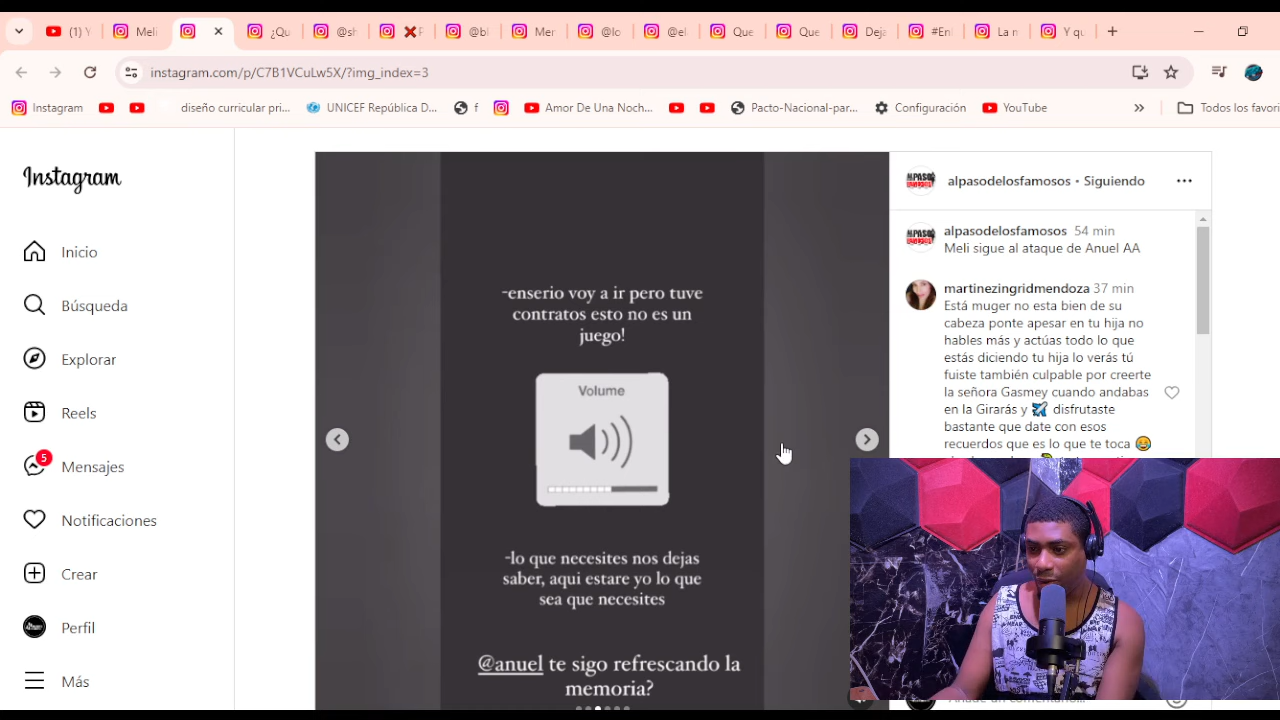 (1) Y
Meli
¿Qu
@sh
@bl
Mer
@lo
@el
Que
Que
Deja
#En
La n
Y qu
instagram.com/p/C7B1VCuLw5X/?img_index=3
Instagram
diseño curricular pri...
UNICEF República D...
f
Amor De Una Noch...
Pacto-Nacional-par...
Configuración
YouTube
»
Todos los favori
Instagram
Inicio
Búsqueda
Explorar
Reels
5
Mensajes
Notificaciones
Crear
Perfil
Más
-enserio voy a ir pero tuve
contratos esto no es un
juego!
Volume
-lo que necesites nos dejas
saber, aqui estare yo lo que
sea que necesites
@anuel te sigo refrescando la
memoria?
alpasodelosfamosos • Siguiendo
alpasodelosfamosos 54 min
Meli sigue al ataque de Anuel AA
martinezingridmendoza 37 min
Está muger no esta bien de su
cabeza ponte apesar en tu hija no
hables más y actúas todo lo que
estás diciendo tu hija lo verás tú
fuiste también culpable por creerte
la señora Gasmey cuando andabas
en la Girarás y ✈️ disfrutaste
bastante que date con esos
recuerdos que es lo que te toca 😂